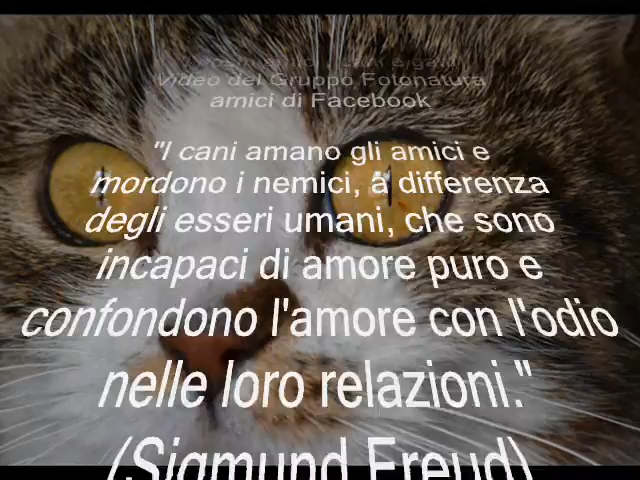 Video del Gruppo Fotonatura
amici di Facebook
"I cani amano gli amici e
mordono i nemici, a differenza
degli esseri umani, che sono
incapaci di amore puro e
confondono l'amore con l'odio
nelle loro relazioni."
(Sigmund Freud)